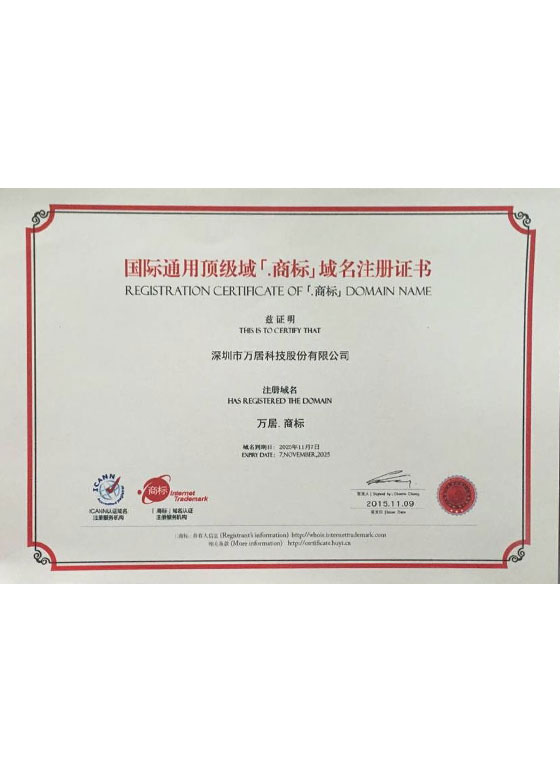 国际通用顶级域「.商标」域名注册证书
REGISTRATION CERTIFICATE OF「.商标」DOMAIN NAME
兹证明
THIS IS TO CERTIFY THAT
深圳市万居科技股份有限公司
注册域名
HAS REGISTERED THE DOMAIN
万居.商标
域名到期日: 2025年11月7日
EXPIRY DATE: 7,NOVEMBER,2025
ICANN
ICANN认证域名
注册服务机构
商标 Internet Trademark
「.商标」域名认证
注册服务机构
2015.11.09
(Registrant's information) http://whois.internettrademark.com
(More information) http://certificate.huyi.cn